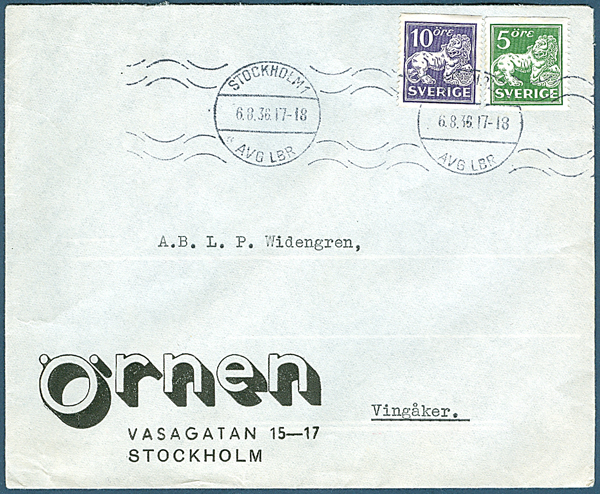 10 öre
SVERIGE
5 öre
SVERIGE
STOCKHOLM 1
6.8.36.17-18
AVG LBR
6.8.36.17-18
AVG LBR
A.B. L. P. Widengren,
Örnen
VASAGATAN 15—17
STOCKHOLM
Vingåker.